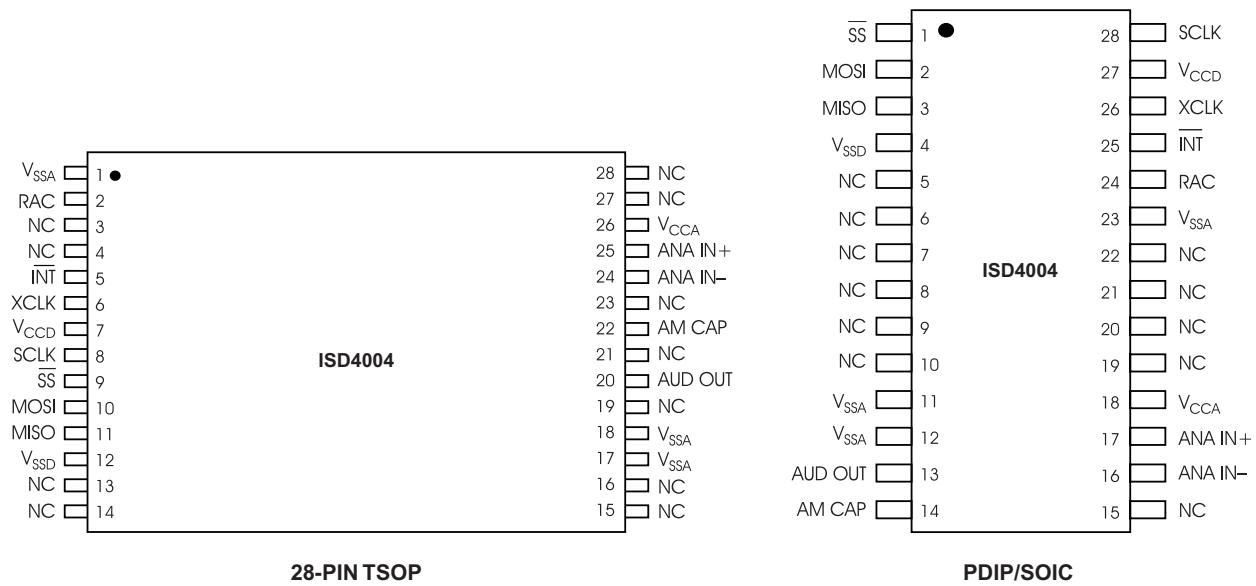 V_SSA 1 28 NC
RAC 2 27 NC
NC 3 26 V_CCA
NC 4 25 ANA IN+
I̅N̅T̅ 5 24 ANA IN–
XCLK 6 23 NC
V_CCD 7 22 AM CAP
SCLK 8 21 NC
ISD4004
S̅S̅ 9 20 AUD OUT
MOSI 10 19 NC
MISO 11 18 V_SSA
V_SSD 12 17 V_SSA
NC 13 16 NC
NC 14 15 NC
28-PIN TSOP
S̅S̅ 1 28 SCLK
MOSI 2 27 V_CCD
MISO 3 26 XCLK
V_SSD 4 25 I̅N̅T̅
NC 5 24 RAC
NC 6 23 V_SSA
NC 7 22 NC
ISD4004
NC 8 21 NC
NC 9 20 NC
NC 10 19 NC
V_SSA 11 18 V_CCA
V_SSA 12 17 ANA IN+
AUD OUT 13 16 ANA IN–
AM CAP 14 15 NC
PDIP/SOIC